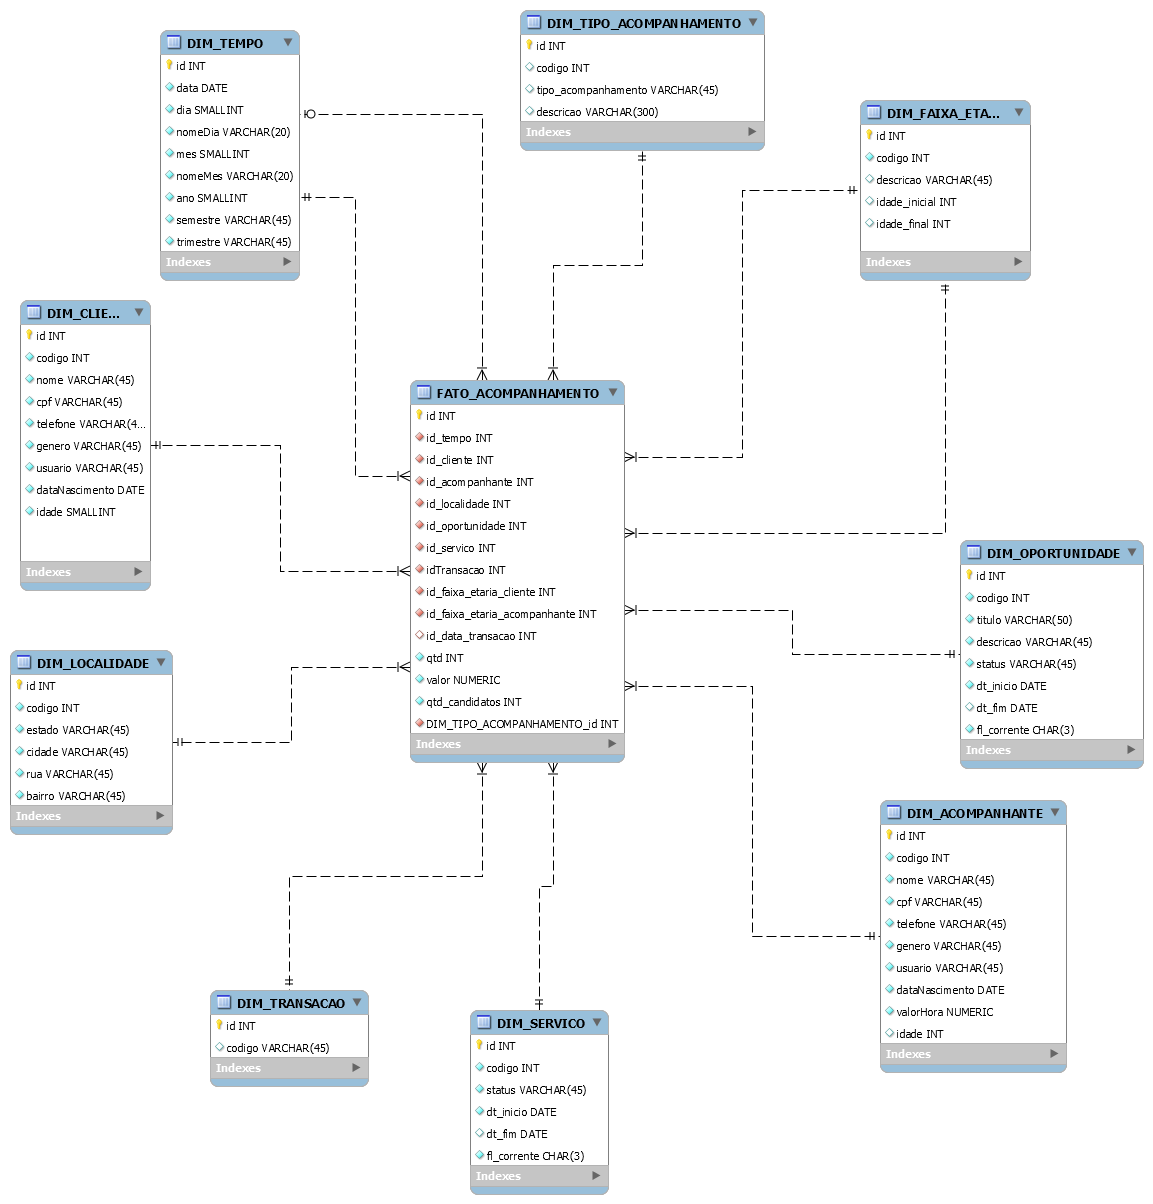 DIM_TIPO_ACOMPANHAMENTO
id INT
codigo INT
tipo_acompanhamento VARCHAR(45)
descricao VARCHAR(300)
Indexes
DIM_TEMPO
id INT
data DATE
dia SMALLINT
nomeDia VARCHAR(20)
mes SMALLINT
nomeMes VARCHAR(20)
ano SMALLINT
semestre VARCHAR(45)
trimestre VARCHAR(45)
Indexes
DIM_FAIXA_ETA...
id INT
codigo INT
descricao VARCHAR(45)
idade_inicial INT
idade_final INT
Indexes
DIM_CLIE...
id INT
codigo INT
nome VARCHAR(45)
cpf VARCHAR(45)
telefone VARCHAR(4...
genero VARCHAR(45)
usuario VARCHAR(45)
dataNascimento DATE
idade SMALLINT
Indexes
FATO_ACOMPANHAMENTO
id INT
id_tempo INT
id_cliente INT
id_acompanhante INT
id_localidade INT
id_oportunidade INT
id_servico INT
idTransacao INT
id_faixa_etaria_cliente INT
id_faixa_etaria_acompanhante INT
id_data_transacao INT
qtd INT
valor NUMERIC
qtd_candidatos INT
DIM_TIPO_ACOMPANHAMENTO_id INT
Indexes
DIM_OPORTUNIDADE
id INT
codigo INT
titulo VARCHAR(50)
descricao VARCHAR(45)
status VARCHAR(45)
dt_inicio DATE
dt_fim DATE
fl_corrente CHAR(3)
Indexes
DIM_LOCALIDADE
id INT
codigo INT
estado VARCHAR(45)
cidade VARCHAR(45)
rua VARCHAR(45)
bairro VARCHAR(45)
Indexes
DIM_ACOMPANHANTE
id INT
codigo INT
nome VARCHAR(45)
cpf VARCHAR(45)
telefone VARCHAR(45)
genero VARCHAR(45)
usuario VARCHAR(45)
dataNascimento DATE
valorHora NUMERIC
idade INT
Indexes
DIM_TRANSACAO
id INT
codigo VARCHAR(45)
Indexes
DIM_SERVICO
id INT
codigo INT
status VARCHAR(45)
dt_inicio DATE
dt_fim DATE
fl_corrente CHAR(3)
Indexes